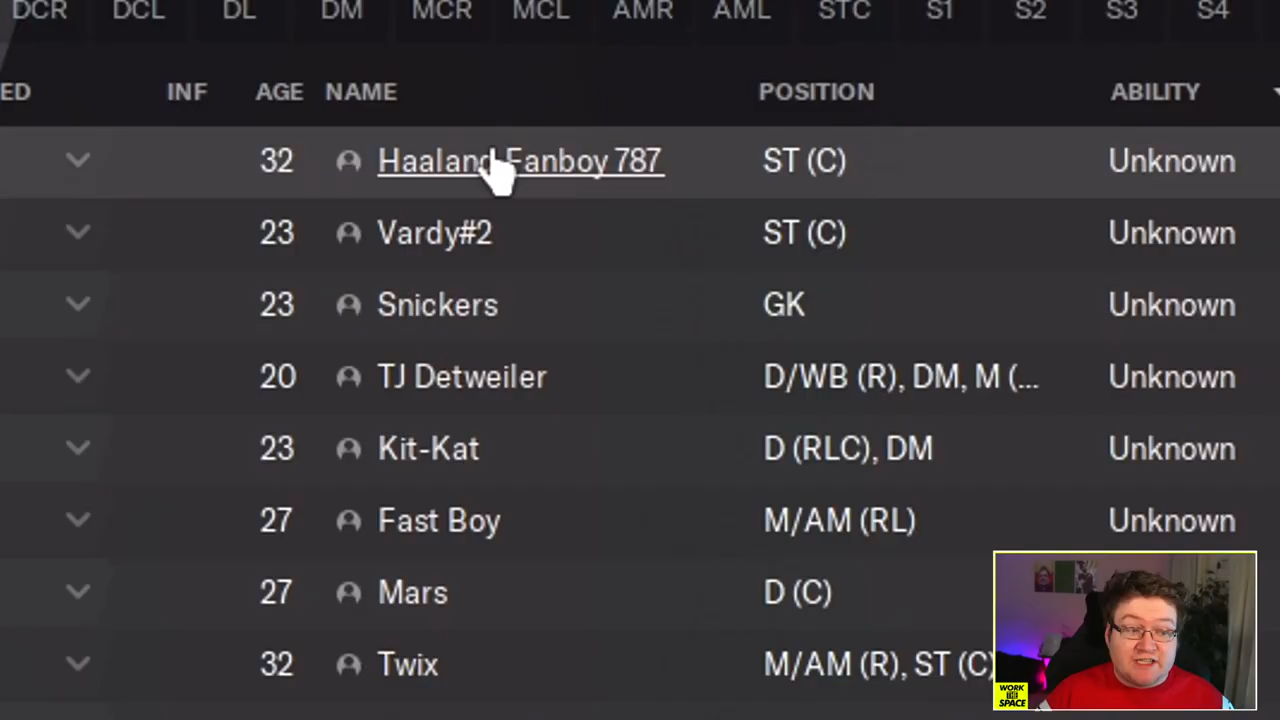 DCR DCL DL DM MCR MCL AMR AML STC S1 S2 S3 S4
ED INF AGE NAME POSITION ABILITY
32 Haaland Fanboy 787 ST (C) Unknown
23 Vardy#2 ST (C) Unknown
23 Snickers GK Unknown
20 TJ Detweiler D/WB (R), DM, M (... Unknown
23 Kit-Kat D (RLC), DM Unknown
27 Fast Boy M/AM (RL) Unknown
27 Mars D (C)
32 Twix M/AM (R), ST (C)
WORK
THE
SPACE